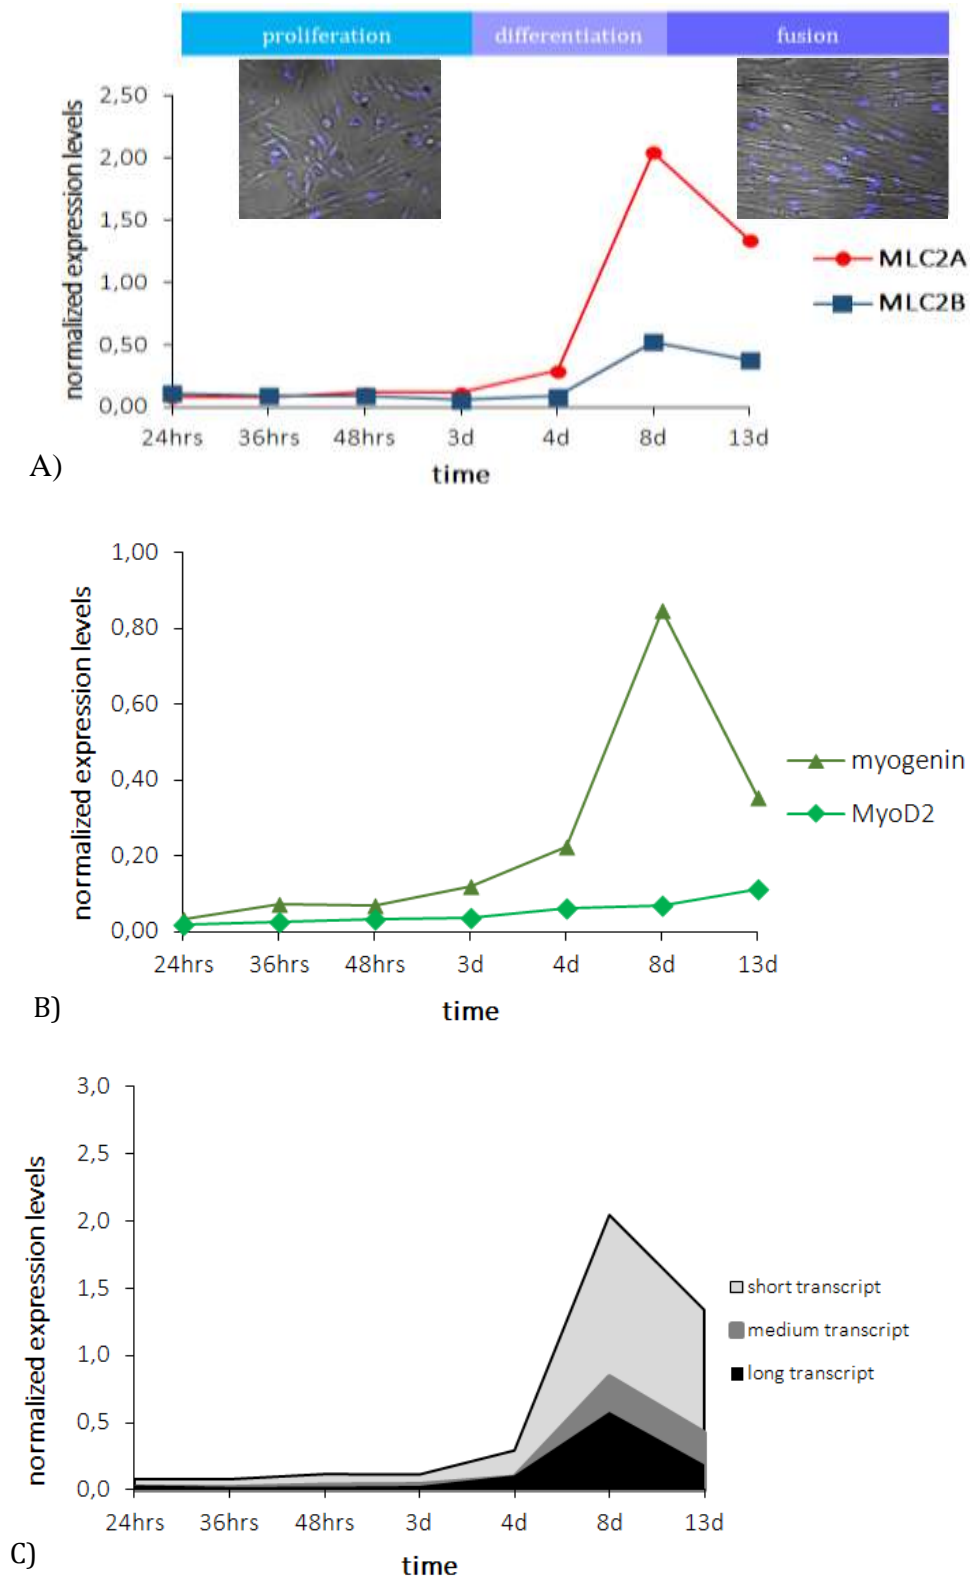 proliferation differentiation fusion
normalized expression levels
2,50
2,00
1,50
1,00
0,50
0,00
MLC2A
MLC2B
24hrs 36hrs 48hrs 3d 4d 8d 13d
time
A)
normalized expression levels
1,00
0,80
0,60
0,40
0,20
0,00
myogenin
MyoD2
24hrs 36hrs 48hrs 3d 4d 8d 13d
time
B)
normalized expression levels
3,0
2,5
2,0
1,5
1,0
0,5
0,0
short transcript
medium transcript
long transcript
24hrs 36hrs 48hrs 3d 4d 8d 13d
time
C)